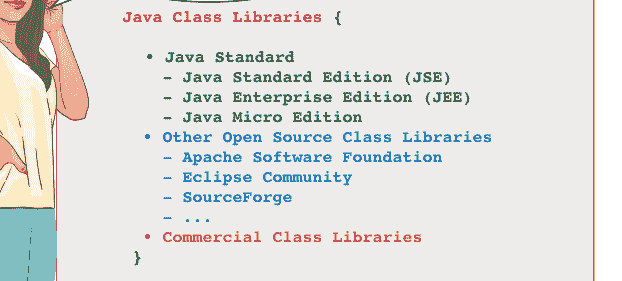 Java Class Libraries {
• Java Standard
– Java Standard Edition (JSE)
– Java Enterprise Edition (JEE)
– Java Micro Edition
• Other Open Source Class Libraries
– Apache Software Foundation
– Eclipse Community
– SourceForge
– ...
• Commercial Class Libraries
}